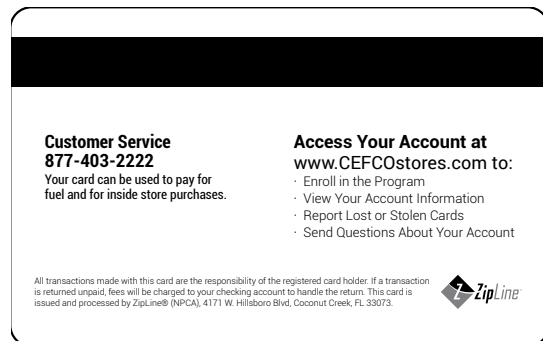 Customer Service
877-403-2222
Your card can be used to pay for
fuel and for inside store purchases.
Access Your Account at
www.CEFCOstores.com to:
· Enroll in the Program
· View Your Account Information
· Report Lost or Stolen Cards
· Send Questions About Your Account
All transactions made with this card are the responsibility of the registered card holder. If a transaction
is returned unpaid, fees will be charged to your checking account to handle the return. This card is
issued and processed by ZipLine® (NPCA), 4171 W. Hillsboro Blvd, Coconut Creek, FL 33073.
Z ZipLine